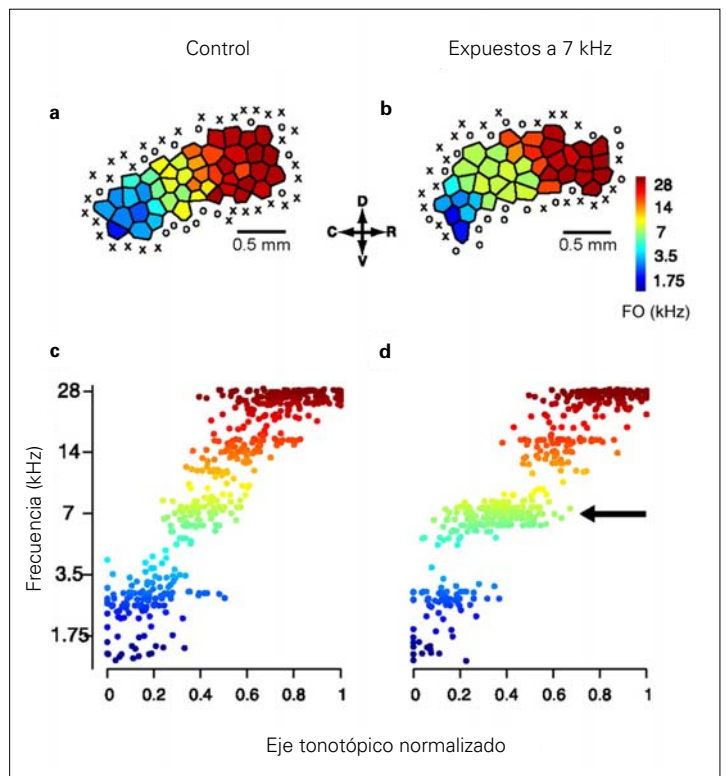 Control
Expuestos a 7 kHz
a
b
D
C R
V
0.5 mm
0.5 mm
28
14
7
3.5
1.75
FO (kHz)
c
d
Frecuencia (kHz)
28
14
7
3.5
1.75
0 0.2 0.4 0.6 0.8 1
0 0.2 0.4 0.6 0.8 1
Eje tonotópico normalizado